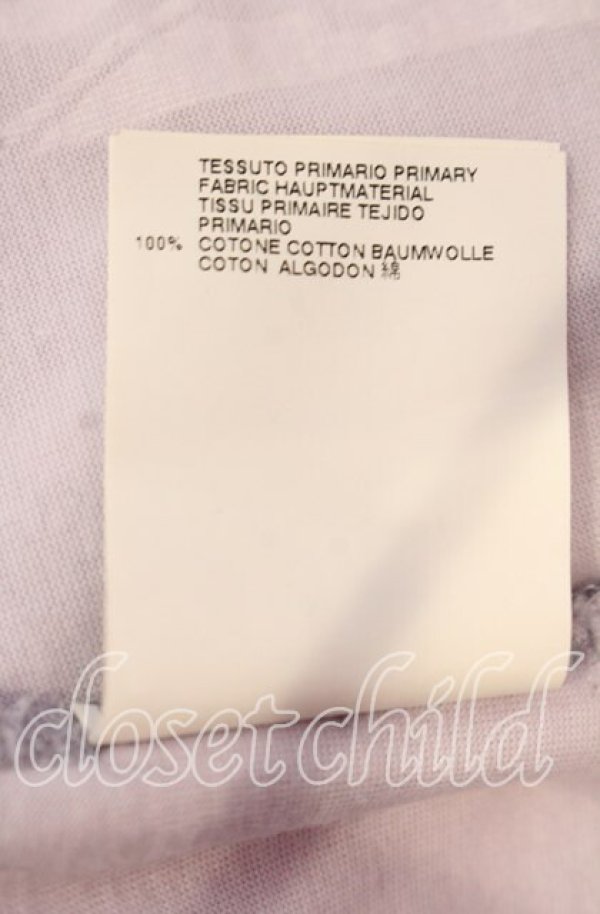 TESSUTO PRIMARIO PRIMARY
FABRIC HAUPTMATERIAL
TISSU PRIMAIRE TEJIDO
PRIMARIO
100% COTONE COTTON BAUMWOLLE
COTON ALGODON 綿
closet child